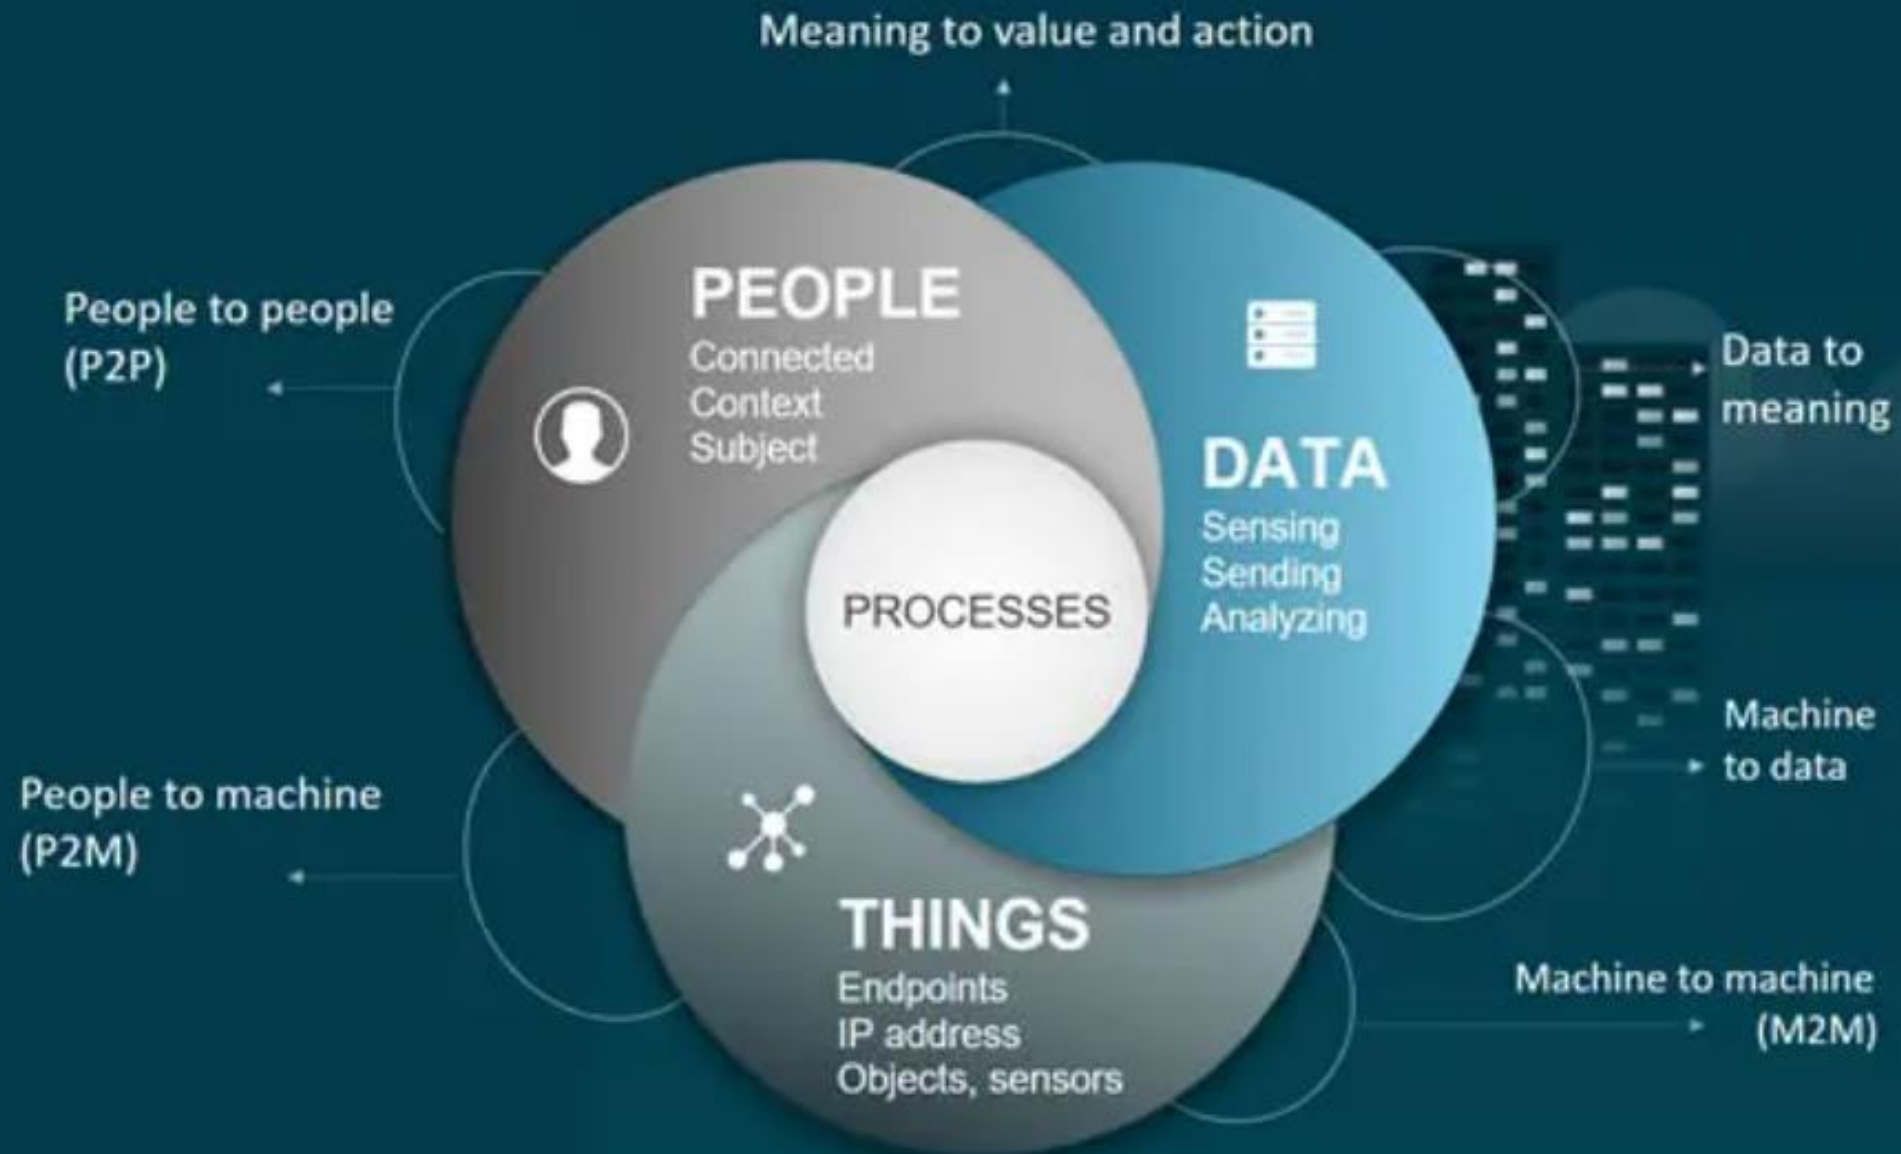 Meaning to value and action
People to people
(P2P)
PEOPLE
Connected
Context
Subject
Data to
meaning
DATA
Sensing
Sending
Analyzing
PROCESSES
Machine
to data
People to machine
(P2M)
THINGS
Endpoints
IP address
Objects, sensors
Machine to machine
(M2M)